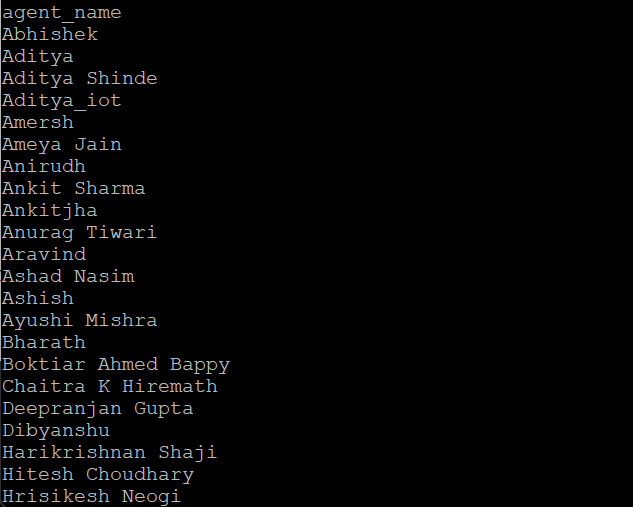 agent_name
Abhishek
Aditya
Aditya Shinde
Aditya_iot
Amersh
Ameya Jain
Anirudh
Ankit Sharma
Ankitjha
Anurag Tiwari
Aravind
Ashad Nasim
Ashish
Ayushi Mishra
Bharath
Boktiar Ahmed Bappy
Chaitra K Hiremath
Deepranjan Gupta
Dibyanshu
Harikrishnan Shaji
Hitesh Choudhary
Hrisikesh Neogi